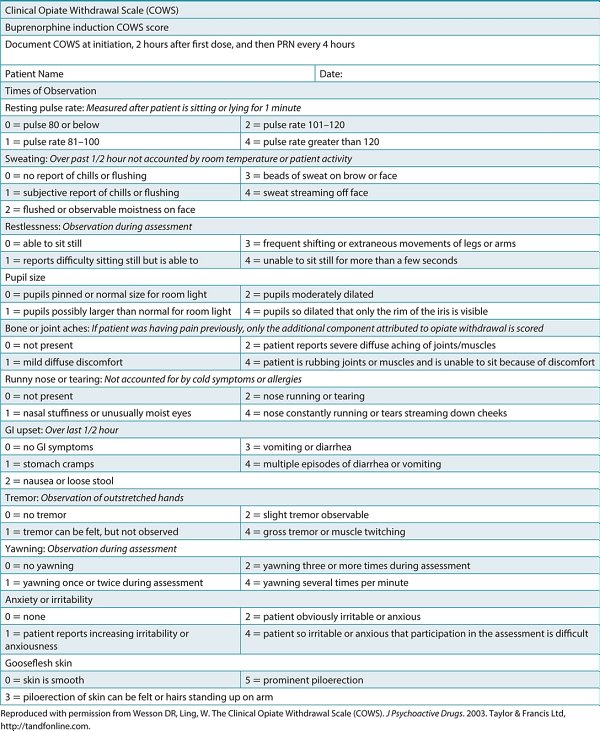 Clinical Opiate Withdrawal Scale (COWS)
Buprenorphine induction COWS score
Document COWS at initiation, 2 hours after first dose, and then PRN every 4 hours
Patient Name Date:
Times of Observation
Resting pulse rate: Measured after patient is sitting or lying for 1 minute
0 = pulse 80 or below 2 = pulse rate 101–120
1 = pulse rate 81–100 4 = pulse rate greater than 120
Sweating: Over past 1/2 hour not accounted by room temperature or patient activity
0 = no report of chills or flushing 3 = beads of sweat on brow or face
1 = subjective report of chills or flushing 4 = sweat streaming off face
2 = flushed or observable moistness on face
Restlessness: Observation during assessment
0 = able to sit still 3 = frequent shifting or extraneous movements of legs or arms
1 = reports difficulty sitting still but is able to 4 = unable to sit still for more than a few seconds
Pupil size
0 = pupils pinned or normal size for room light 2 = pupils moderately dilated
1 = pupils possibly larger than normal for room light 4 = pupils so dilated that only the rim of the iris is visible
Bone or joint aches: If patient was having pain previously, only the additional component attributed to opiate withdrawal is scored
0 = not present 2 = patient reports severe diffuse aching of joints/muscles
1 = mild diffuse discomfort 4 = patient is rubbing joints or muscles and is unable to sit because of discomfort
Runny nose or tearing: Not accounted for by cold symptoms or allergies
0 = not present 2 = nose running or tearing
1 = nasal stuffiness or unusually moist eyes 4 = nose constantly running or tears streaming down cheeks
GI upset: Over last 1/2 hour
0 = no GI symptoms 3 = vomiting or diarrhea
1 = stomach cramps 4 = multiple episodes of diarrhea or vomiting
2 = nausea or loose stool
Tremor: Observation of outstretched hands
0 = no tremor 2 = slight tremor observable
1 = tremor can be felt, but not observed 4 = gross tremor or muscle twitching
Yawning: Observation during assessment
0 = no yawning 2 = yawning three or more times during assessment
1 = yawning once or twice during assessment 4 = yawning several times per minute
Anxiety or irritability
0 = none 2 = patient obviously irritable or anxious
1 = patient reports increasing irritability or 4 = patient so irritable or anxious that participation in the assessment is difficult
anxiousness
Gooseflesh skin
0 = skin is smooth 5 = prominent piloerection
3 = piloerection of skin can be felt or hairs standing up on arm
Reproduced with permission from Wesson DR, Ling, W. The Clinical Opiate Withdrawal Scale (COWS). J Psychoactive Drugs. 2003. Taylor & Francis Ltd,
http://tandfonline.com.